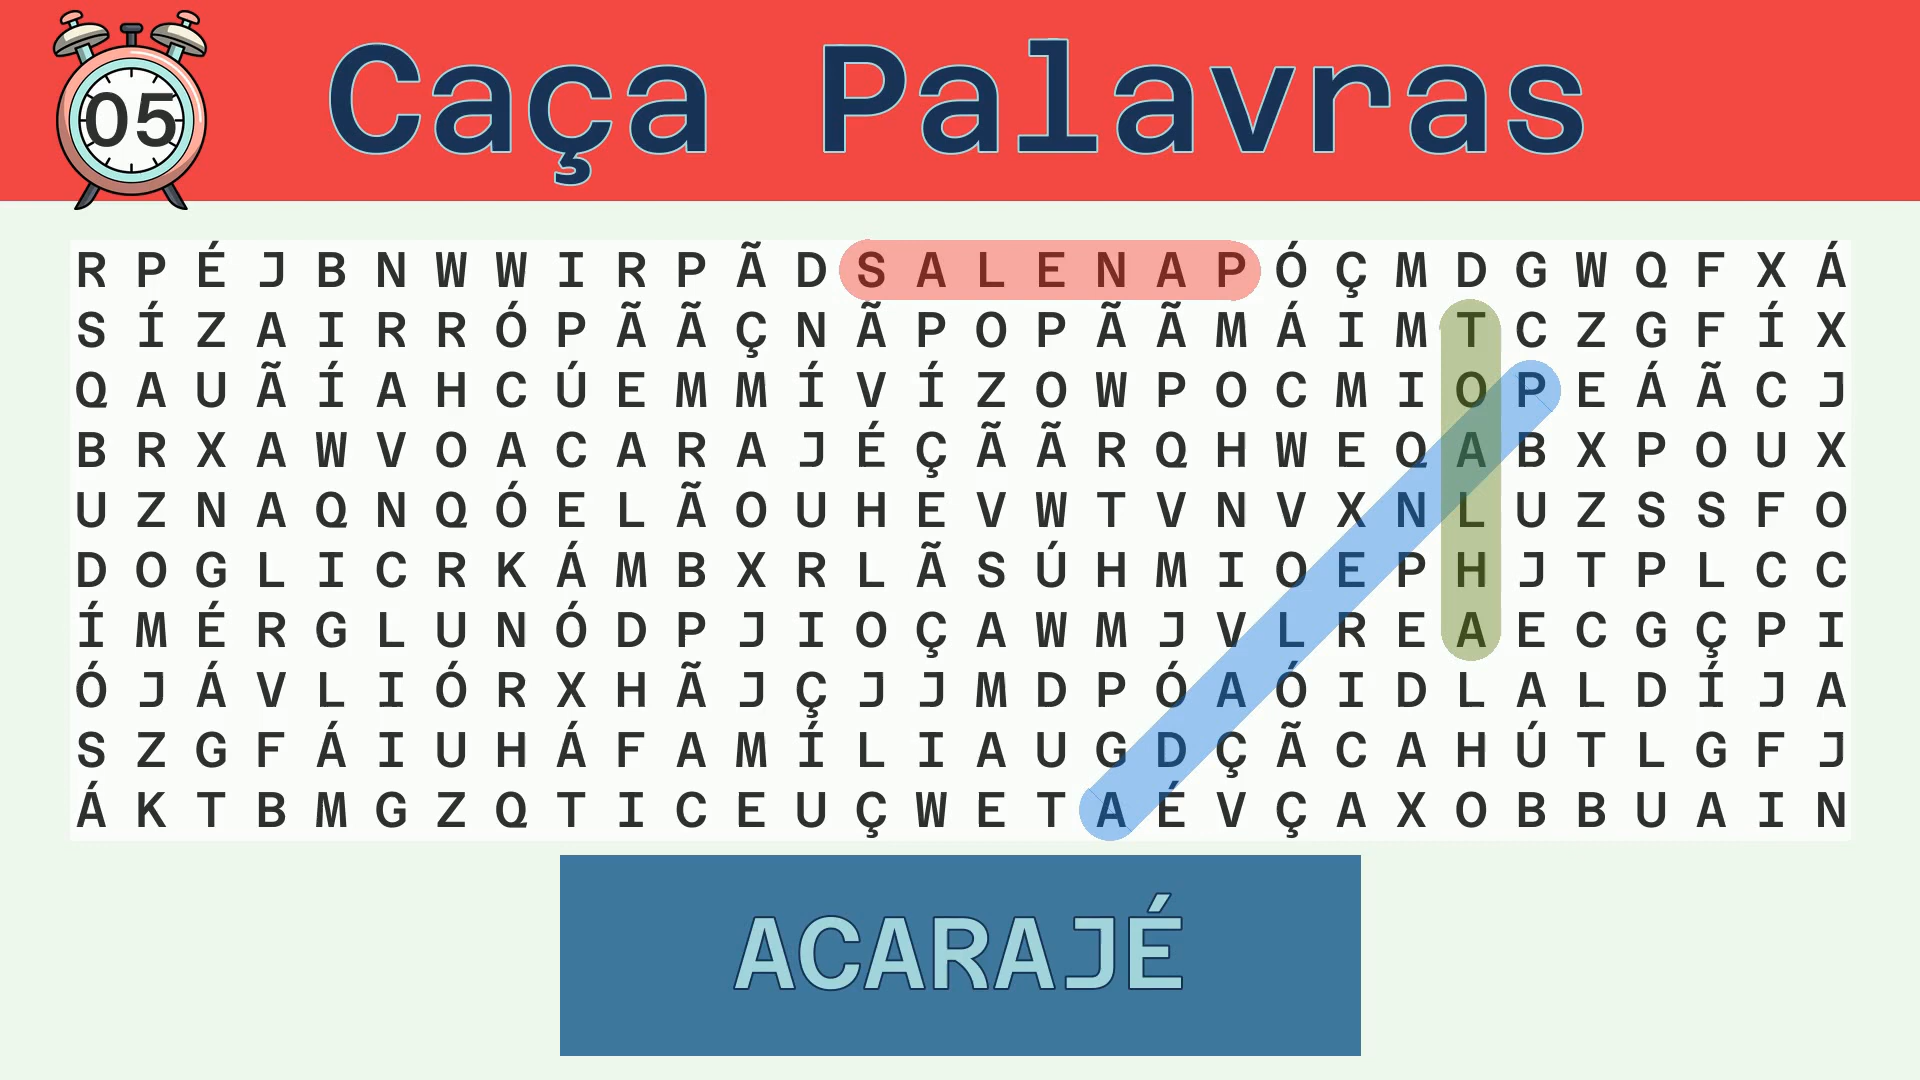 05
Caça Palavras
R P É J B N W W I R P Ã D S A L E N A P Ó Ç M D G W Q F X Á
S Í Z A I R R Ó P Ã Ã Ç N Ã P O P Ã Ã M Á I M T C Z G F Í X
Q A U Ã Í A H C Ú E M M Í V Í Z O W P O C M I O P E Á Ã C J
B R X A W V O A C A R A J É Ç Ã Ã R Q H W E Q A B X P O U X
U Z N A Q N Q Ó E L Ã O U H E V W T V N V X N L U Z S S F O
D O G L I C R K Á M B X R L Ã S Ú H M I O E P H J T P L C C
Í M É R G L U N Ó D P J I O Ç A W M J V L R E A E C G Ç P I
Ó J Á V L I Ó R X H Ã J Ç J J M D P Ó A Ó I D L A L D Í J A
S Z G F Á I U H Á F A M Í L I A U G D Ç Ã C A H Ú T L G F J
Á K T B M G Z Q T I C E U Ç W E T A É V Ç A X O B B U A I N
ACARAJÉ